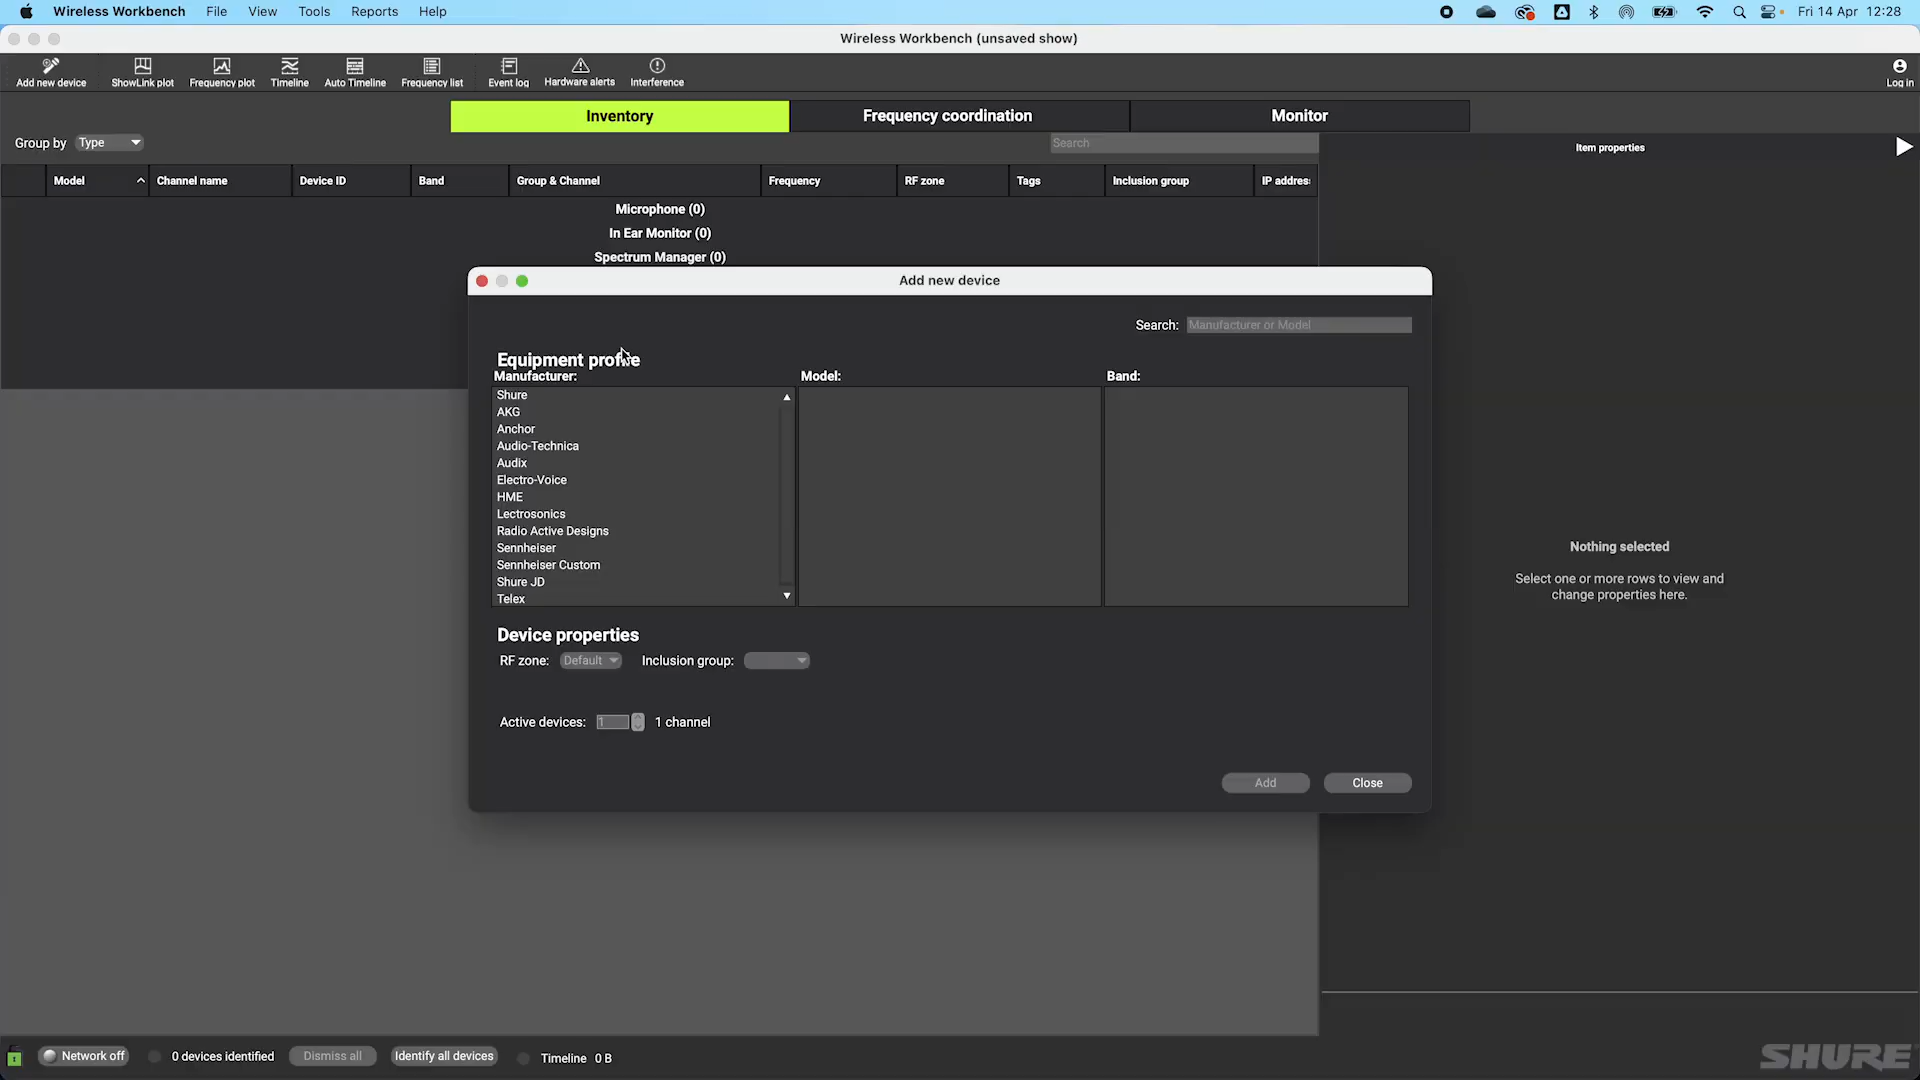 Wireless Workbench File View Tools Reports Help Fri 14 Apr 12:28
Wireless Workbench (unsaved show)
Add new device ShowLink plot Frequency plot Timeline Auto Timeline Frequency list Event log Hardware alerts Interference Log in
Inventory Frequency coordination Monitor
Group by Type Search Item properties
Model Channel name Device ID Band Group & Channel Frequency RF zone Tags Inclusion group IP addres
Microphone (0)
In Ear Monitor (0)
Spectrum Manager (0)
Add new device
Search: Manufacturer or Model
Equipment profile
Manufacturer: Model: Band:
Shure
AKG
Anchor
Audio-Technica
Audix
Electro-Voice
HME
Lectrosonics
Radio Active Designs
Sennheiser
Sennheiser Custom
Shure JD
Telex
Device properties
RF zone: Default Inclusion group:
Active devices: 1 1 channel
Add Close
Nothing selected
Select one or more rows to view and
change properties here.
Network off 0 devices identified Dismiss all Identify all devices Timeline 0 B
SHURE